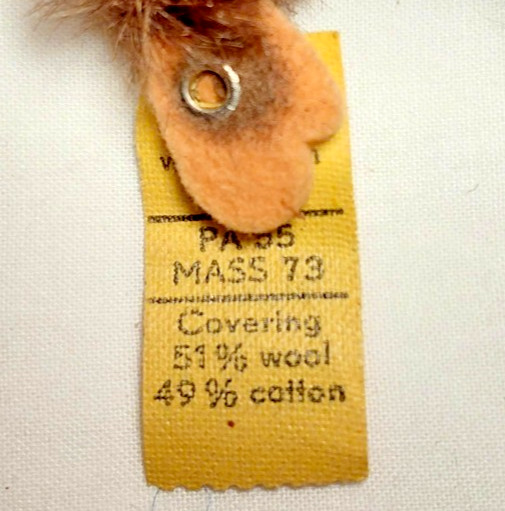 PA 55
MASS 73
Covering
51% wool
49% cotton